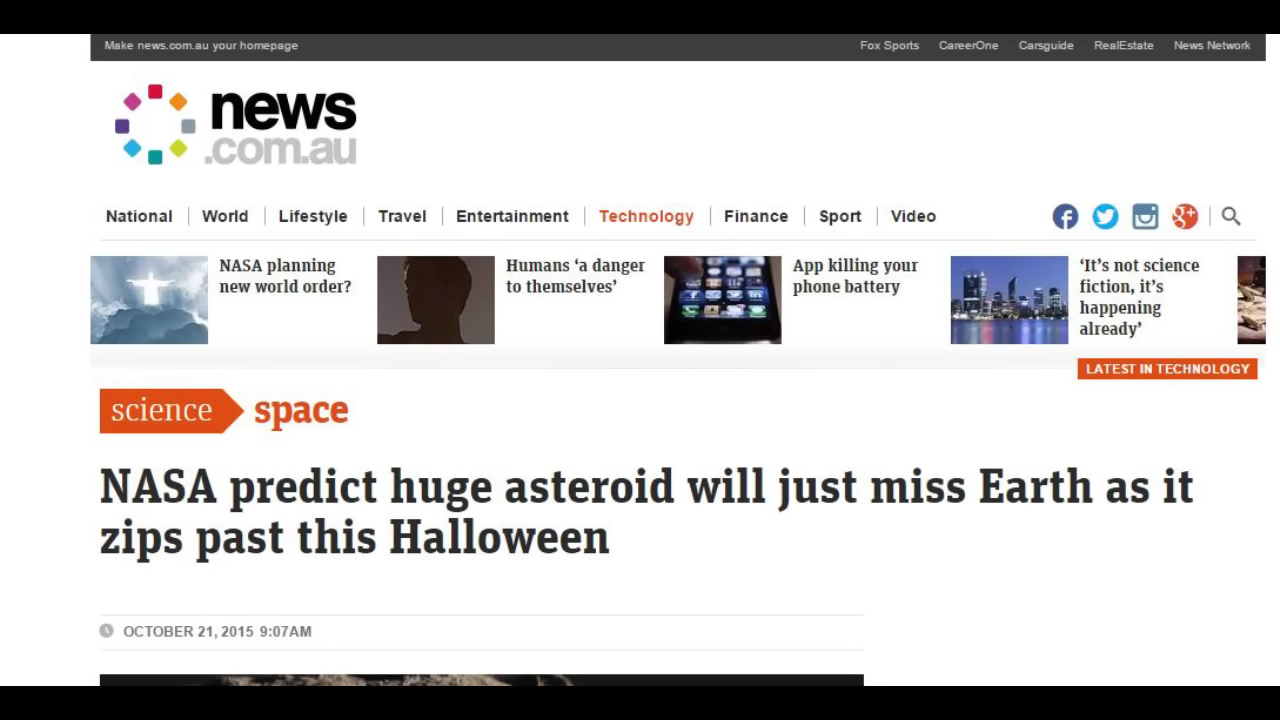 Make news.com.au your homepage
Fox Sports CareerOne Carsguide RealEstate News Network
news
.com.au
National World Lifestyle Travel Entertainment Technology Finance Sport Video
NASA planning
new world order?
Humans ‘a danger
to themselves’
App killing your
phone battery
‘It’s not science
fiction, it’s
happening
already’
LATEST IN TECHNOLOGY
science space
NASA predict huge asteroid will just miss Earth as it
zips past this Halloween
OCTOBER 21, 2015 9:07AM